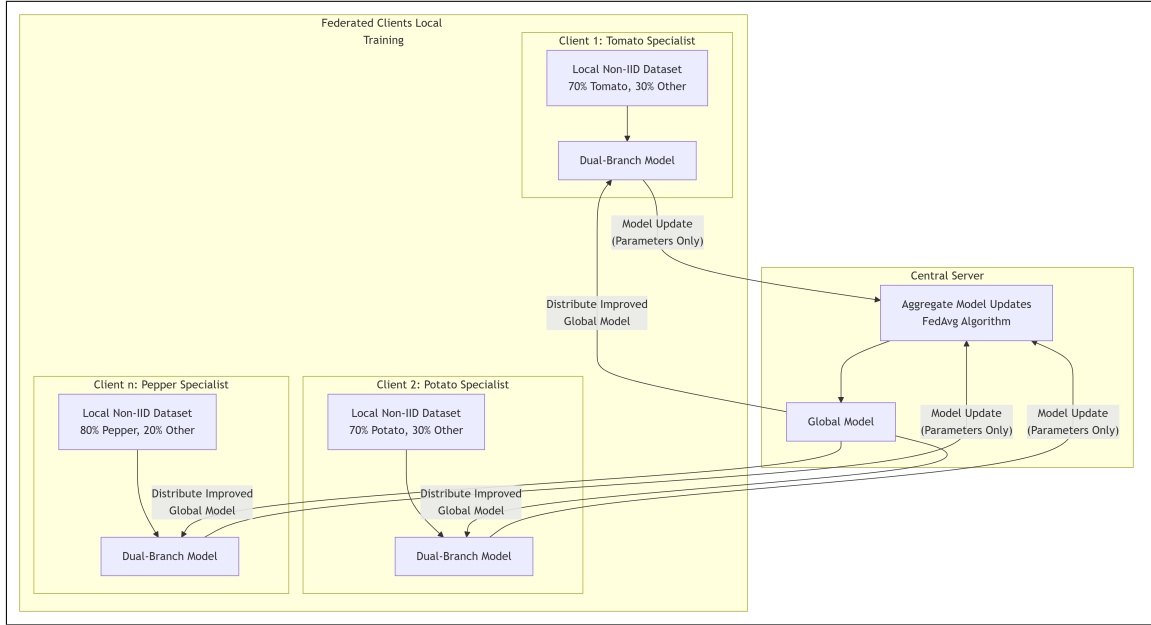 Federated Clients Local
Training
Client 1: Tomato Specialist
Local Non-IID Dataset
70% Tomato, 30% Other
Dual-Branch Model
Model Update
(Parameters Only)
Distribute Improved
Global Model
Central Server
Aggregate Model Updates
FedAvg Algorithm
Global Model
Model Update
(Parameters Only)
Model Update
(Parameters Only)
Client n: Pepper Specialist
Local Non-IID Dataset
80% Pepper, 20% Other
Distribute Improved
Global Model
Dual-Branch Model
Client 2: Potato Specialist
Local Non-IID Dataset
70% Potato, 30% Other
Distribute Improved
Global Model
Dual-Branch Model